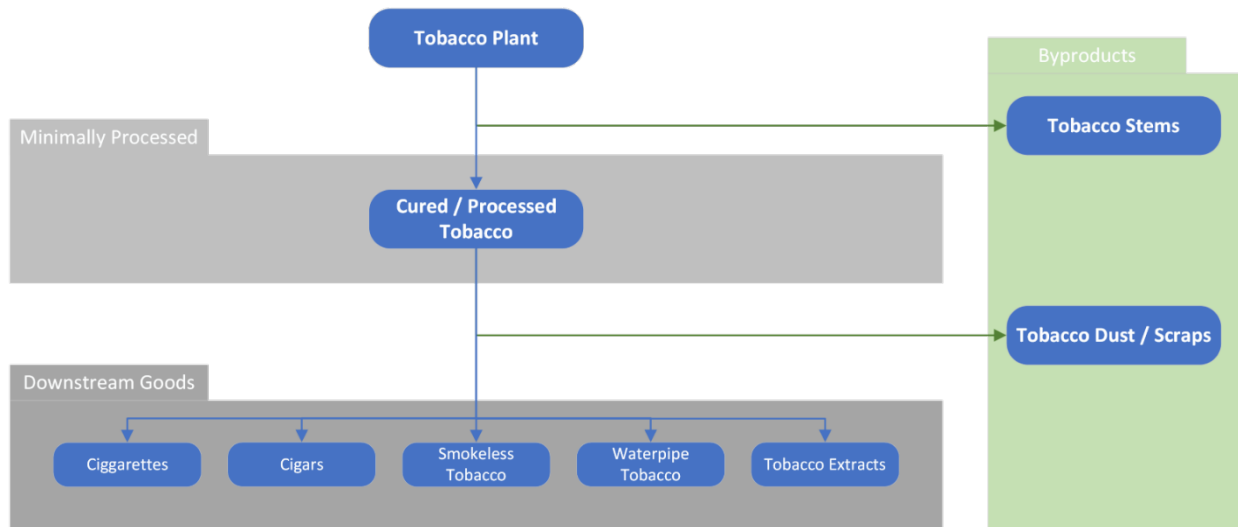 Tobacco Plant
Byproducts
Tobacco Stems
Minimally Processed
Cured / Processed
Tobacco
Tobacco Dust / Scraps
Downstream Goods
Ciggarettes
Cigars
Smokeless
Tobacco
Waterpipe
Tobacco
Tobacco Extracts